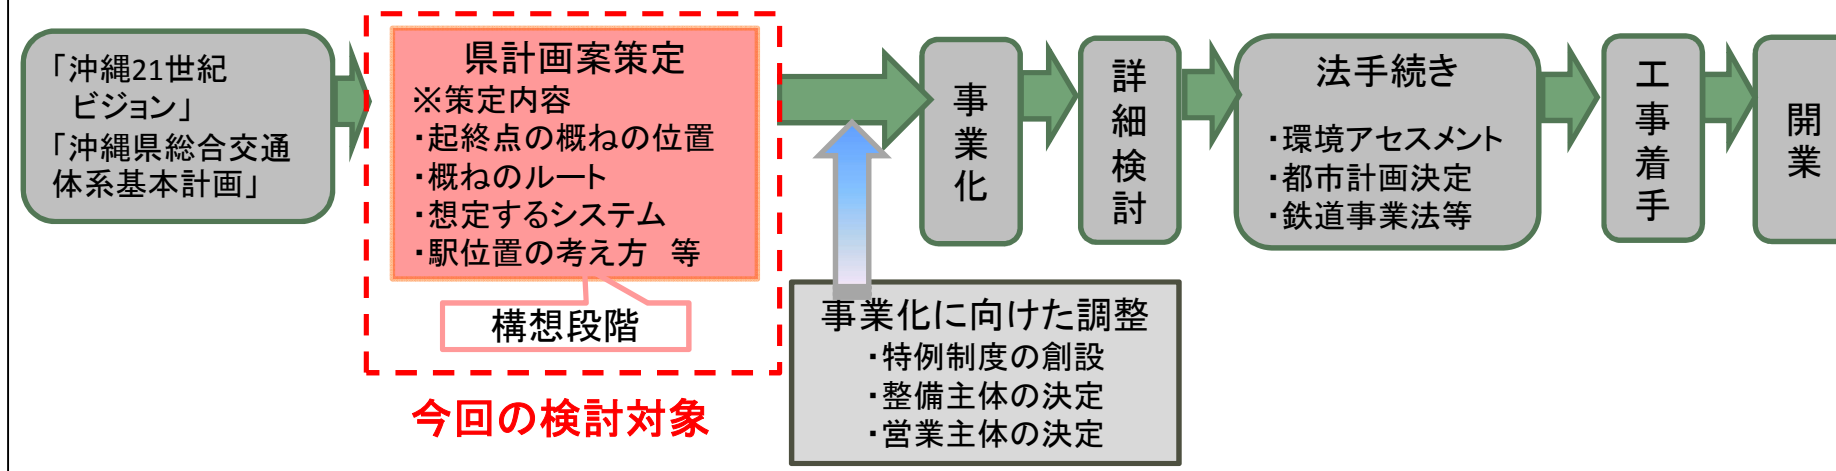 「沖縄21世紀
ビジョン」
「沖縄県総合交通
体系基本計画」
県計画案策定
※策定内容
・起終点の概ねの位置
・概ねのルート
・想定するシステム
・駅位置の考え方　等
構想段階
今回の検討対象
事業化
詳細検討
法手続き
・環境アセスメント
・都市計画決定
・鉄道事業法等
工事着手
開業
事業化に向けた調整
・特例制度の創設
・整備主体の決定
・営業主体の決定